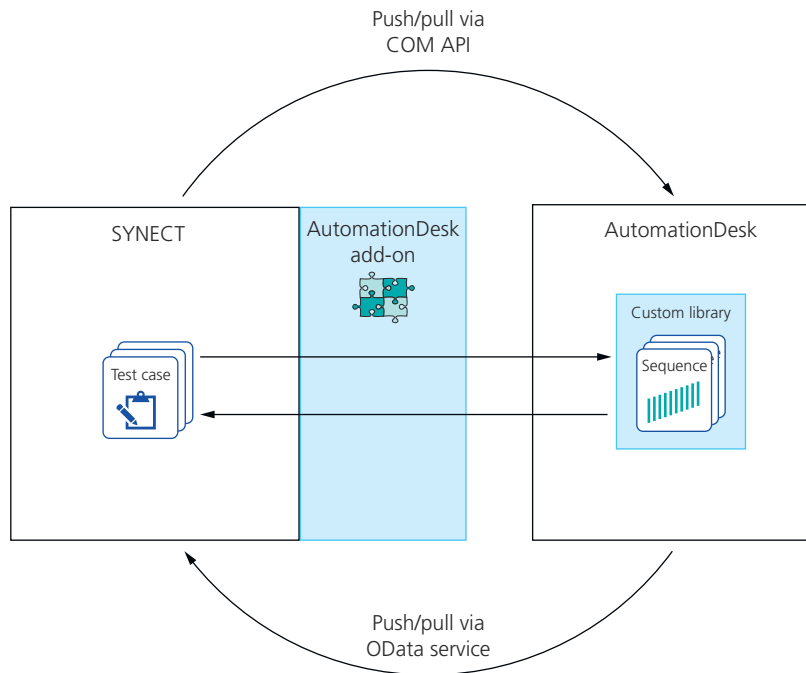 Push/pull via
COM API
SYNECT
AutomationDesk
add-on
AutomationDesk
Custom library
Test case
Sequence
Push/pull via
OData service